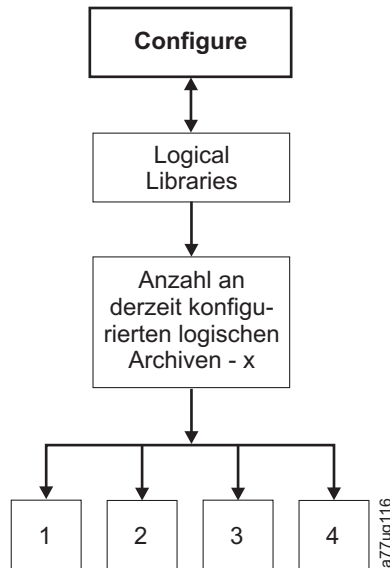 Configure
Logical
Libraries
Anzahl an
derzeit konfigu-
rierten logischen
Archiven - x
1
2
3
4
a77ug116